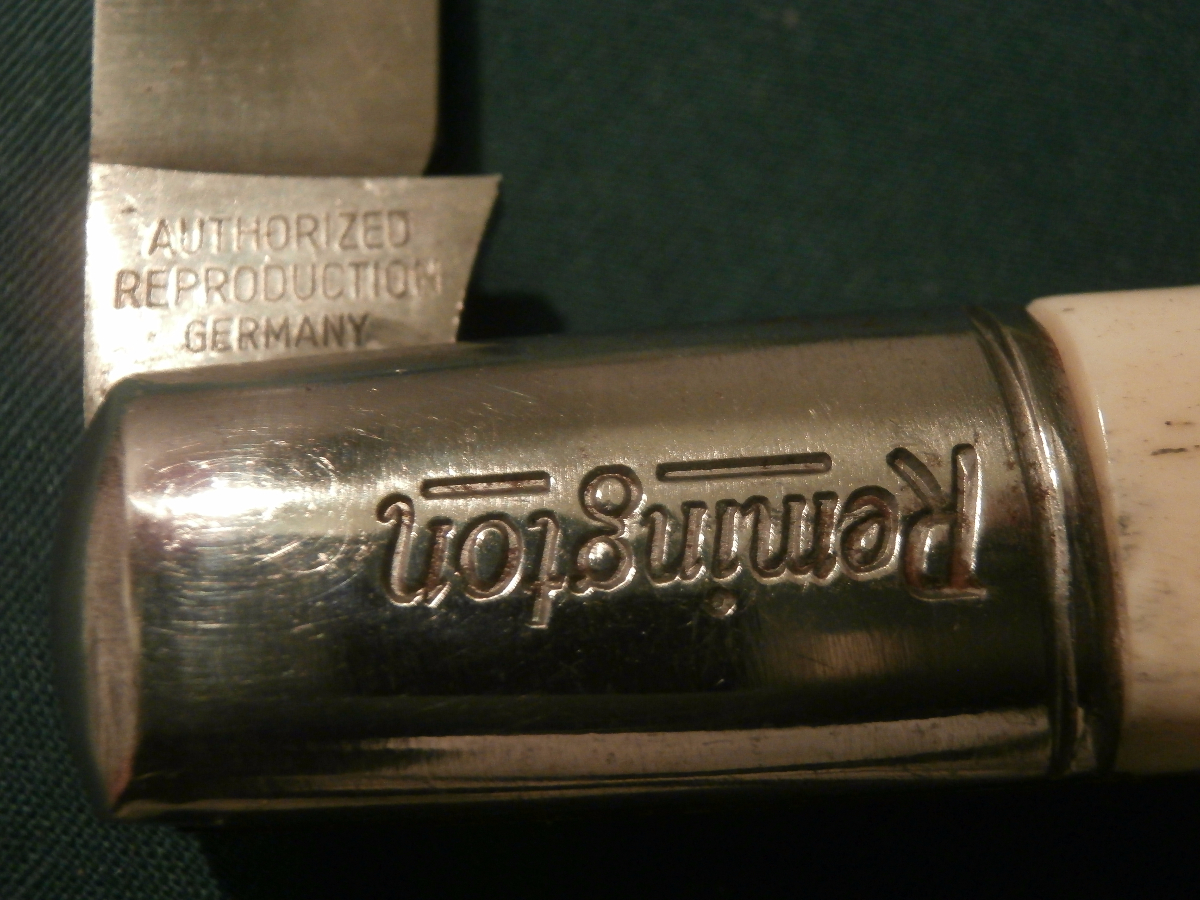 AUTHORIZED
REPRODUCTION
GERMANY
Remington